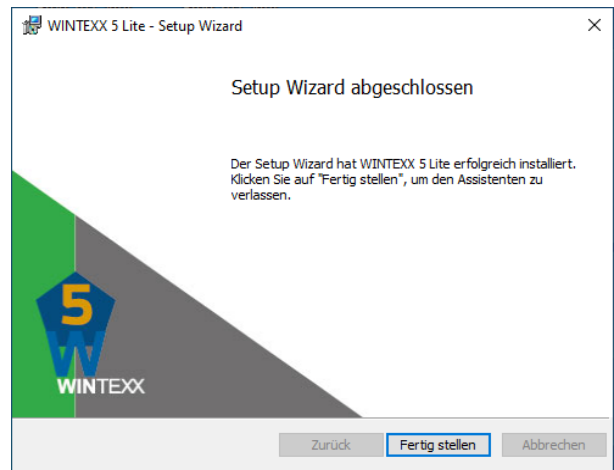 WINTEXX 5 Lite - Setup Wizard
Setup Wizard abgeschlossen
Der Setup Wizard hat WINTEXX 5 Lite erfolgreich installiert.
Klicken Sie auf "Fertig stellen", um den Assistenten zu
verlassen.
5
W
WINTEXX
Zurück Fertig stellen Abbrechen